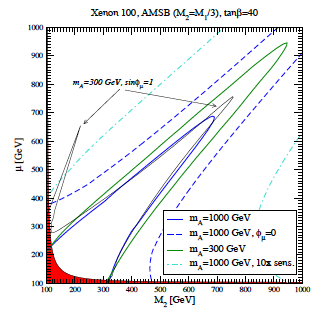 Xenon 100, AMSB (M2=M1/3), tanβ=40
1000
900
800
700
600
500
400
300
200
100
μ [GeV]
mA=300 GeV, sinϕμ=1
mA=1000 GeV
mA=1000 GeV, ϕμ=0
mA=300 GeV
mA=1000 GeV, 10x sens.
100 200 300 400 500 600 700 800 900 1000
M2 [GeV]